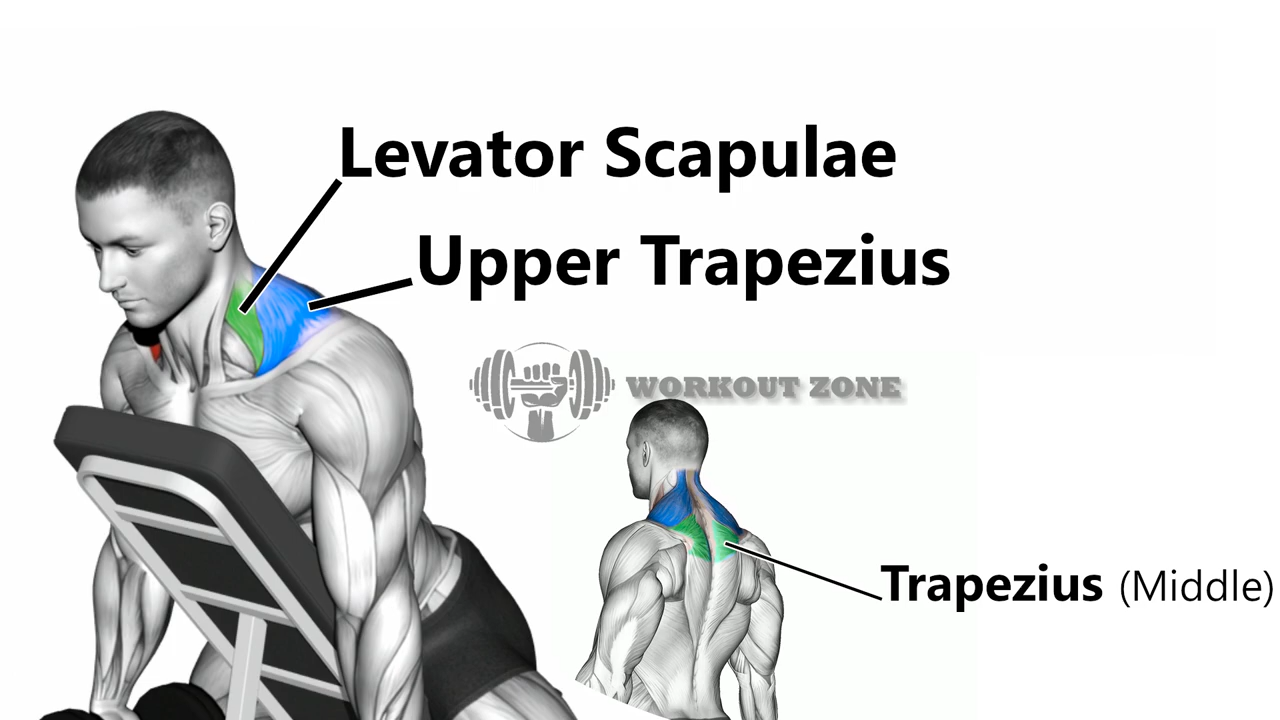 Levator Scapulae
Upper Trapezius
WORKOUT ZONE
Trapezius (Middle)